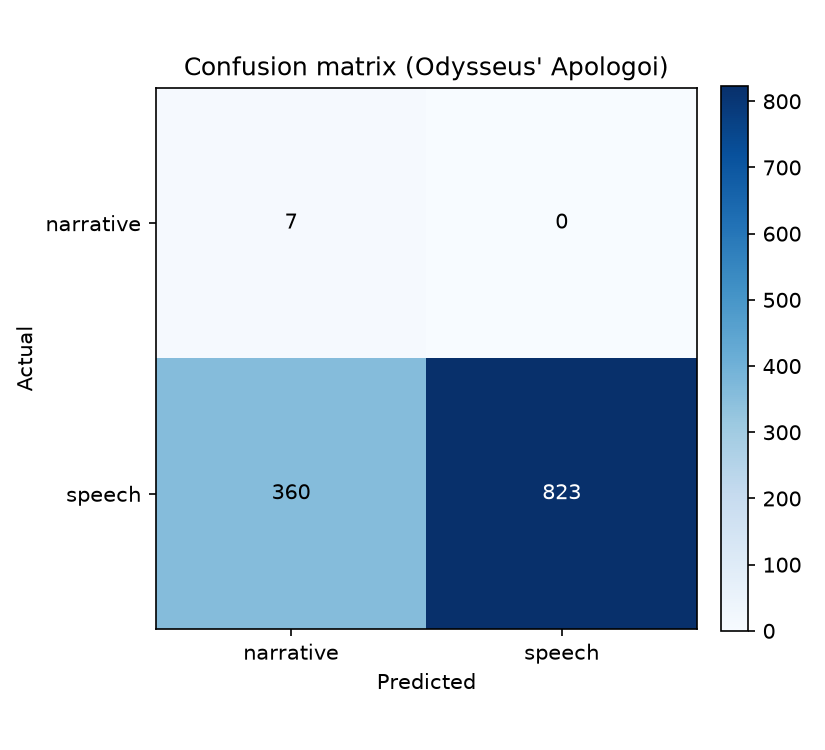 Confusion matrix (Odysseus' Apologoi)
narrative
7
0
speech
360
823
narrative
speech
Predicted
Actual
800
700
600
500
400
300
200
100
0